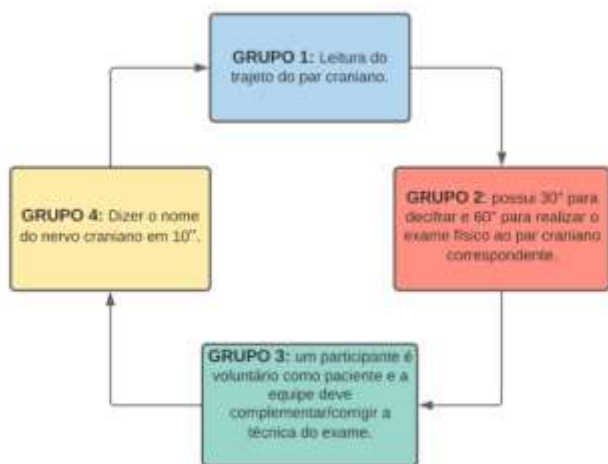 GRUPO 1: Leitura do
trajeto do par craniano.
GRUPO 2: possui 30" para
decifrar e 60" para realizar o
exame físico ao par craniano
correspondente.
GRUPO 3: um participante é
voluntário como paciente e a
equipe deve
complementar/corrigir a
técnica do exame.
GRUPO 4: Dizer o nome
do nervo craniano em 10".